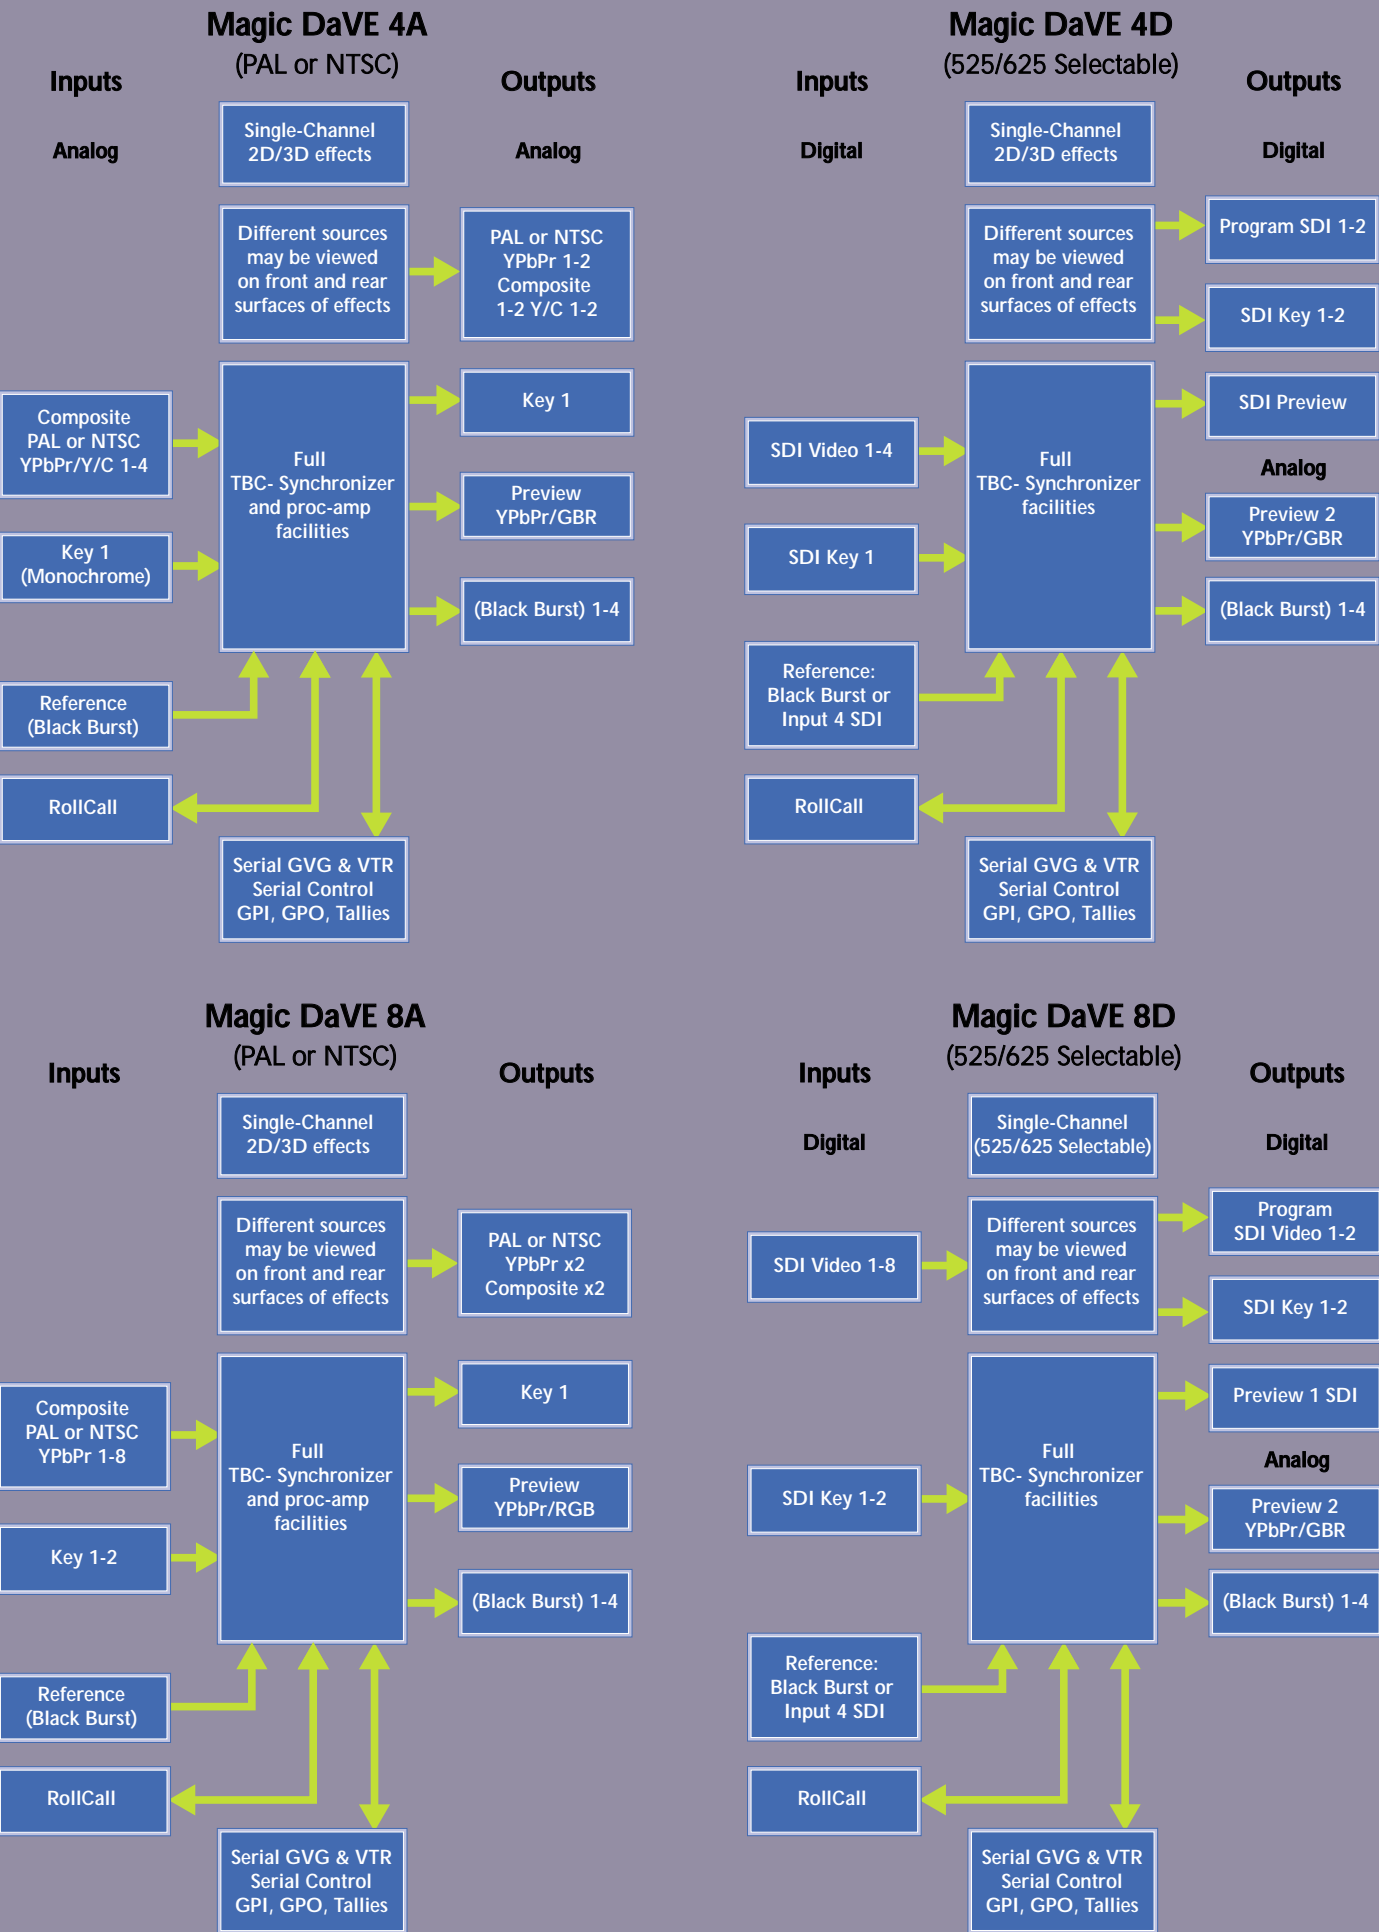 Magic DaVE 4A
(PAL or NTSC)
Inputs
Outputs
Analog
Analog
Single-Channel
2D/3D effects
Different sources
may be viewed
on front and rear
surfaces of effects
PAL or NTSC
YPbPr 1-2
Composite
1-2 Y/C 1-2
Composite
PAL or NTSC
YPbPr/Y/C 1-4
Key 1
(Monochrome)
Full
TBC- Synchronizer
and proc-amp
facilities
Key 1
Preview
YPbPr/GBR
(Black Burst) 1-4
Reference
(Black Burst)
RollCall
Serial GVG & VTR
Serial Control
GPI, GPO, Tallies
Magic DaVE 4D
(525/625 Selectable)
Inputs
Outputs
Digital
Digital
Single-Channel
2D/3D effects
Different sources
may be viewed
on front and rear
surfaces of effects
Program SDI 1-2
SDI Key 1-2
SDI Video 1-4
SDI Key 1
Full
TBC- Synchronizer
facilities
SDI Preview
Analog
Preview 2
YPbPr/GBR
(Black Burst) 1-4
Reference:
Black Burst or
Input 4 SDI
RollCall
Serial GVG & VTR
Serial Control
GPI, GPO, Tallies
Magic DaVE 8A
(PAL or NTSC)
Inputs
Outputs
Single-Channel
2D/3D effects
Different sources
may be viewed
on front and rear
surfaces of effects
PAL or NTSC
YPbPr x2
Composite x2
Composite
PAL or NTSC
YPbPr 1-8
Key 1-2
Full
TBC- Synchronizer
and proc-amp
facilities
Key 1
Preview
YPbPr/RGB
(Black Burst) 1-4
Reference
(Black Burst)
RollCall
Serial GVG & VTR
Serial Control
GPI, GPO, Tallies
Magic DaVE 8D
(525/625 Selectable)
Inputs
Outputs
Digital
Digital
Single-Channel
(525/625 Selectable)
SDI Video 1-8
Different sources
may be viewed
on front and rear
surfaces of effects
Program
SDI Video 1-2
SDI Key 1-2
SDI Key 1-2
Full
TBC- Synchronizer
facilities
Preview 1 SDI
Analog
Preview 2
YPbPr/GBR
(Black Burst) 1-4
Reference:
Black Burst or
Input 4 SDI
RollCall
Serial GVG & VTR
Serial Control
GPI, GPO, Tallies